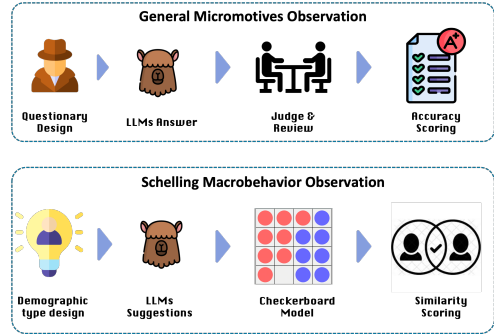 General Micromotives Observation
A+
Questionary
Design
LLMs Answer
Judge &
Review
Accuracy
Scoring
Schelling Macrobehavior Observation
Demographic
type design
LLMs
Suggestions
Checkerboard
Model
Similarity
Scoring